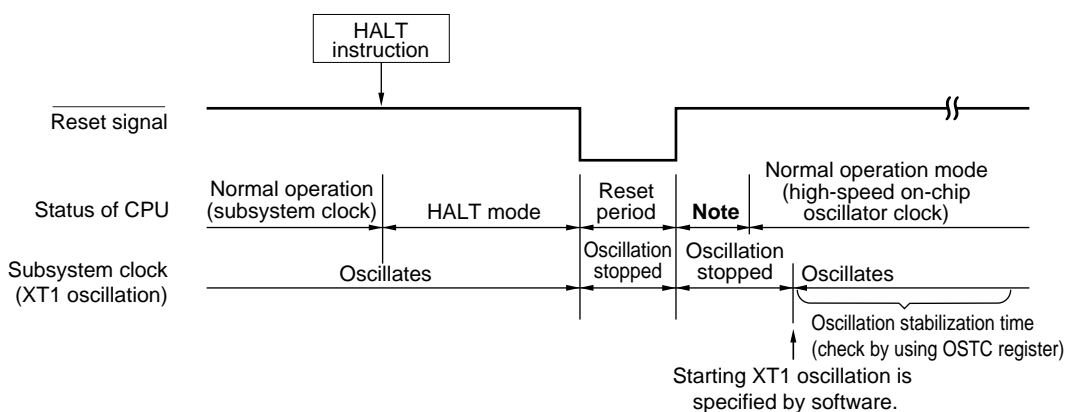 HALT
instruction
Reset signal
Status of CPU
Normal operation
(subsystem clock)
HALT mode
Reset
period
Note
Normal operation mode
(high-speed on-chip
oscillator clock)
Subsystem clock
(XT1 oscillation)
Oscillates
Oscillation
stopped
Oscillation
stopped
Oscillates
Oscillation stabilization time
(check by using OSTC register)
Starting XT1 oscillation is
specified by software.